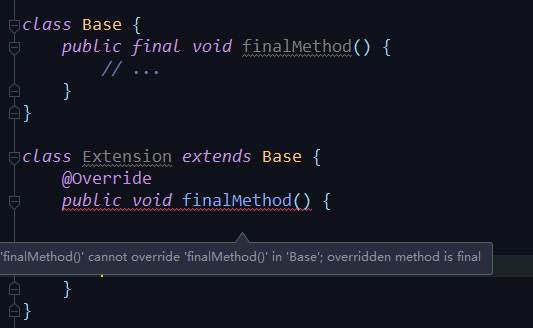 class Base {
public final void finalMethod() {
// ...
}
}
class Extension extends Base {
@Override
public void finalMethod() {
'finalMethod()' cannot override 'finalMethod()' in 'Base'; overridden method is final
}
}